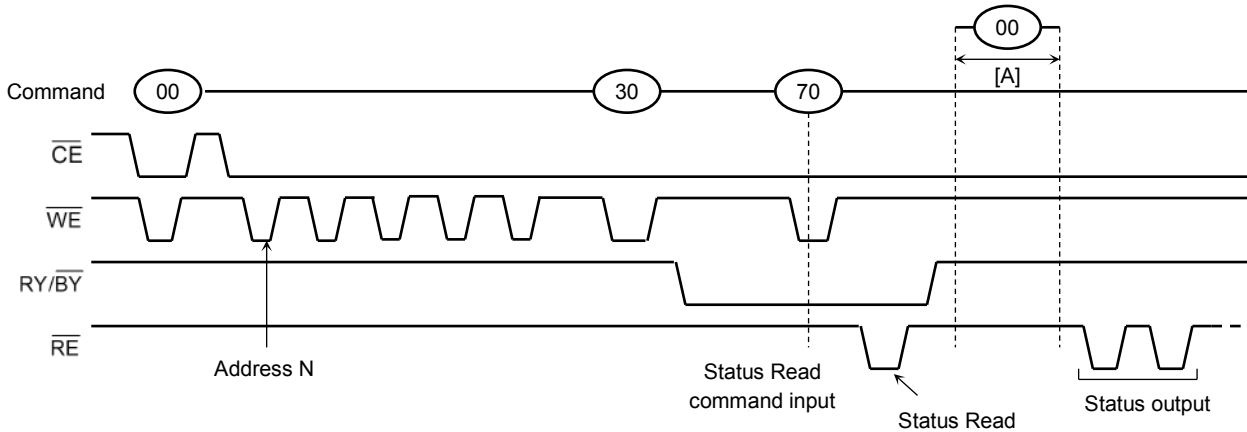 00
[A]
Command 00 30 70
CE
WE
RY/BY
RE
Address N
Status Read
command input
Status Read
Status output